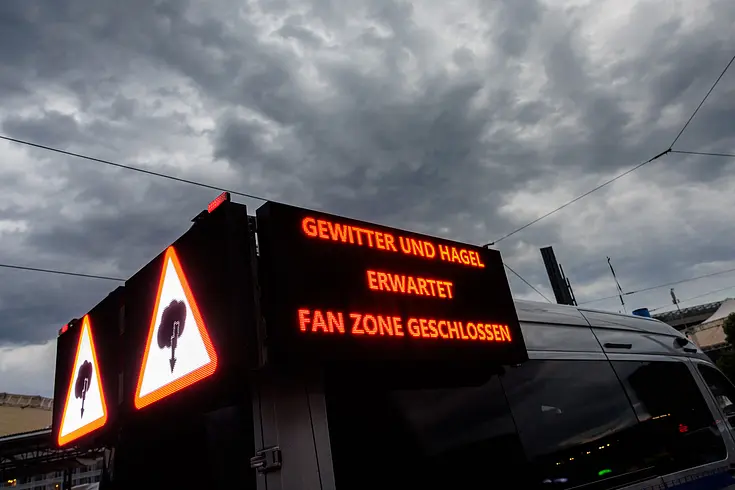 GEWITTER UND HAGEL
ERWARTET
FAN ZONE GESCHLOSSEN